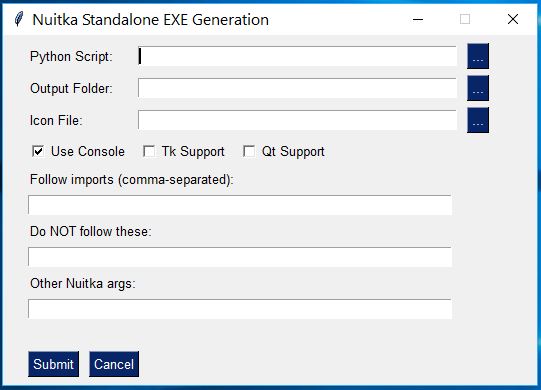 Nuitka Standalone EXE Generation
Python Script: ...
Output Folder: ...
Icon File: ...
Use Console Tk Support Qt Support
Follow imports (comma-separated):
Do NOT follow these:
Other Nuitka args:
Submit Cancel